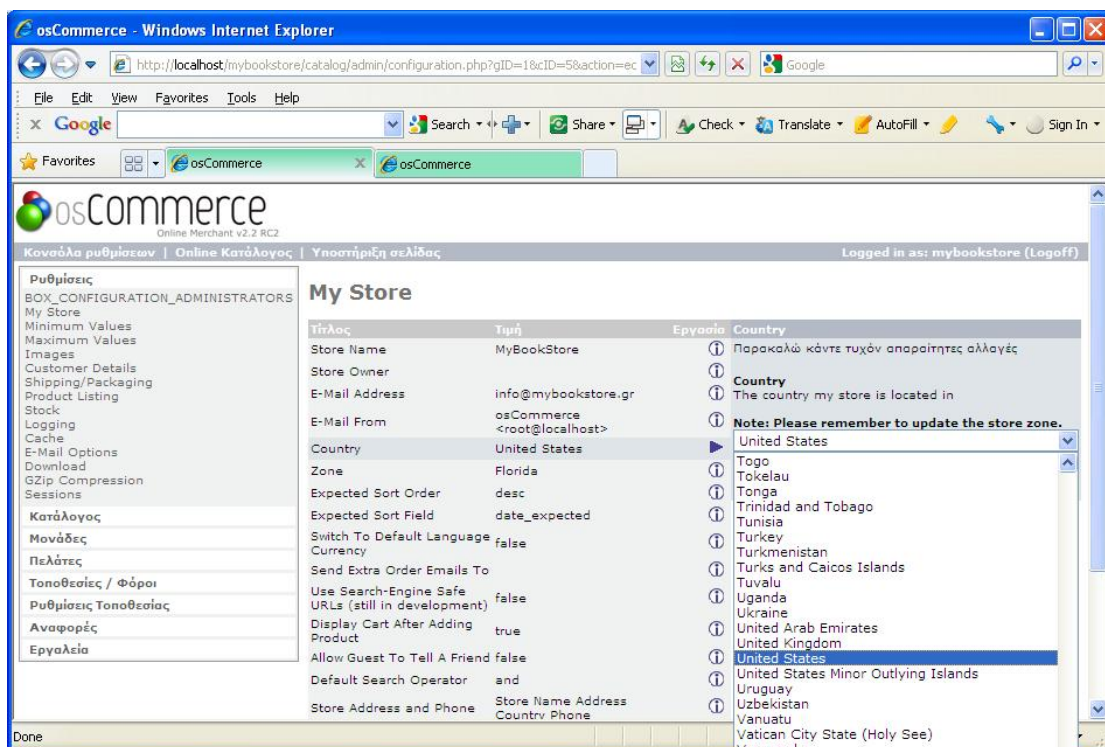 osCommerce - Windows Internet Explorer
http://localhost/mybookstore/catalog/admin/configuration.php?gID=1&cID=5&action=ec
Google
File Edit View Favorites Tools Help
x Google Search Share Check Translate AutoFill Sign In
Favorites osCommerce x osCommerce
osCommerce
Online Merchant v2.2 RC2
Κονσόλα ρυθμίσεων | Online Κατάλογος | Υποστήριξη σελίδας Logged in as: mybookstore (Logoff)
Ρυθμίσεις
BOX_CONFIGURATION_ADMINISTRATORS
My Store
Minimum Values
Maximum Values
Images
Customer Details
Shipping/Packaging
Product Listing
Stock
Logging
Cache
E-Mail Options
Download
GZip Compression
Sessions
Κατάλογος
Μονάδες
Πελάτες
Τοποθεσίες / Φόροι
Ρυθμίσεις Τοποθεσίας
Αναφορές
Εργαλεία
My Store
Τίτλος Τιμή Εργασία
Store Name MyBookStore
Store Owner
E-Mail Address info@mybookstore.gr
E-Mail From osCommerce
<root@localhost>
Country United States
Zone Florida
Expected Sort Order desc
Expected Sort Field date_expected
Switch To Default Language
Currency false
Send Extra Order Emails To
Use Search-Engine Safe
URLs (still in development) false
Display Cart After Adding
Product true
Allow Guest To Tell A Friend false
Default Search Operator and
Store Address and Phone Store Name Address
Country Phone
Country
Παρακαλώ κάντε τυχόν απαραίτητες αλλαγές
Country
The country my store is located in
Note: Please remember to update the store zone.
United States
Togo
Tokelau
Tonga
Trinidad and Tobago
Tunisia
Turkey
Turkmenistan
Turks and Caicos Islands
Tuvalu
Uganda
Ukraine
United Arab Emirates
United Kingdom
United States
United States Minor Outlying Islands
Uruguay
Uzbekistan
Vanuatu
Vatican City State (Holy See)
Done